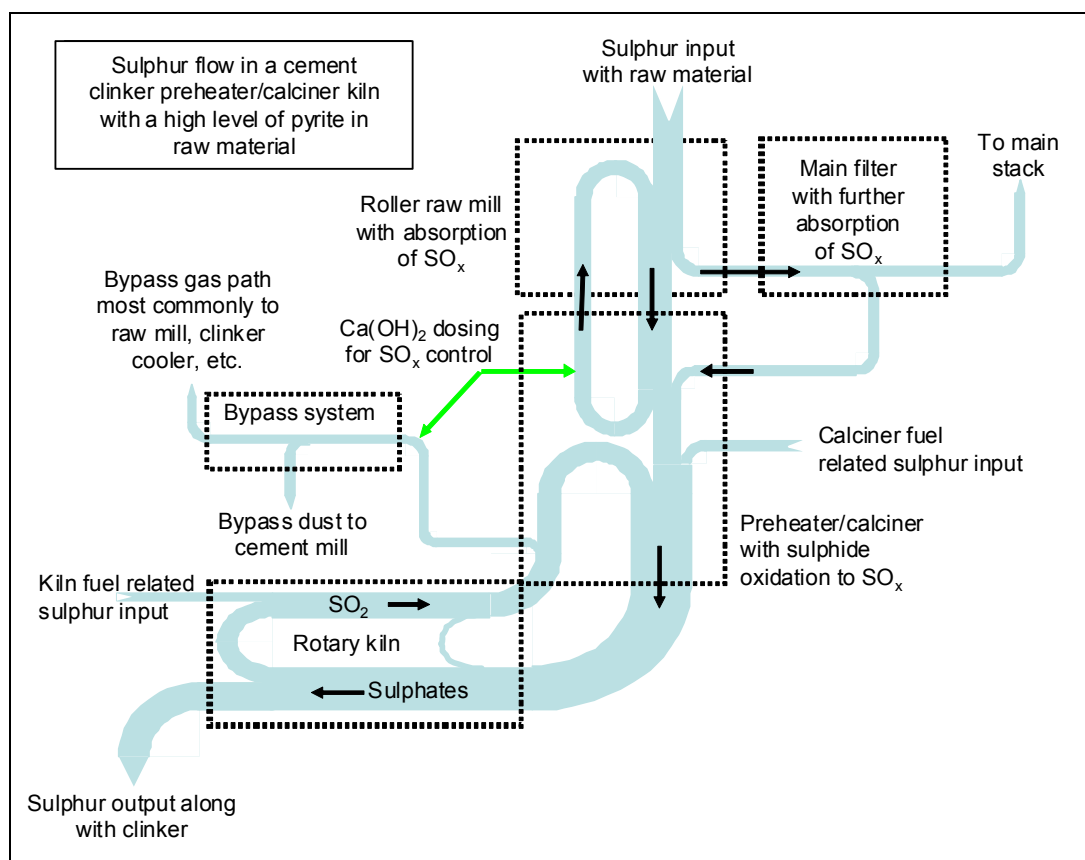 Sulphur flow in a cement
clinker preheater/calciner kiln
with a high level of pyrite in
raw material
Sulphur input
with raw material
To main
stack
Main filter
with further
absorption
of SOₓ
Roller raw mill
with absorption
of SOₓ
Bypass gas path
most commonly to
raw mill, clinker
cooler, etc.
Ca(OH)₂ dosing
for SOₓ control
Bypass system
Calciner fuel
related sulphur input
Bypass dust to
cement mill
Preheater/calciner
with sulphide
oxidation to SOₓ
Kiln fuel related
sulphur input
SO₂
Rotary kiln
Sulphates
Sulphur output along
with clinker